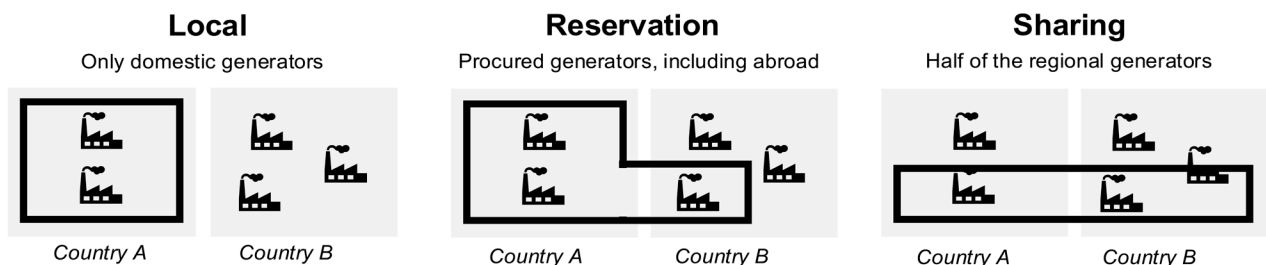 Local
Only domestic generators
Country A
Country B
Reservation
Procured generators, including abroad
Country A
Country B
Sharing
Half of the regional generators
Country A
Country B